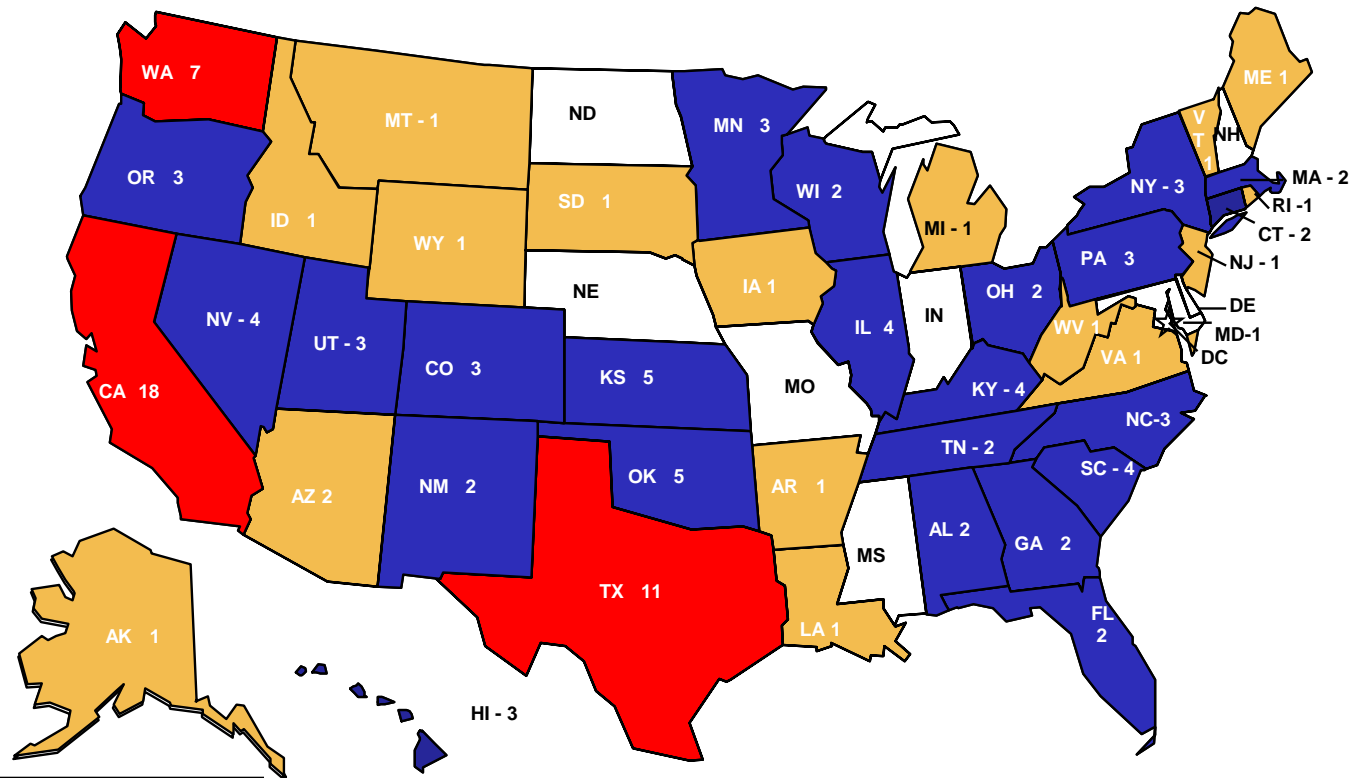 WA 7
MT - 1
ND
MN 3
ME 1
V
T
1
NH
OR 3
ID 1
WY 1
SD 1
WI 2
MI - 1
NY - 3
MA - 2
RI -1
CT - 2
NJ - 1
PA 3
NE
IA 1
NV - 4
UT - 3
CO 3
KS 5
MO
IL 4
IN
OH 2
WV 1
VA 1
DE
MD-1
DC
CA 18
KY - 4
NC-3
TN - 2
SC - 4
AZ 2
NM 2
OK 5
AR 1
MS
AL 2
GA 2
TX 11
LA 1
FL
2
AK 1
HI - 3